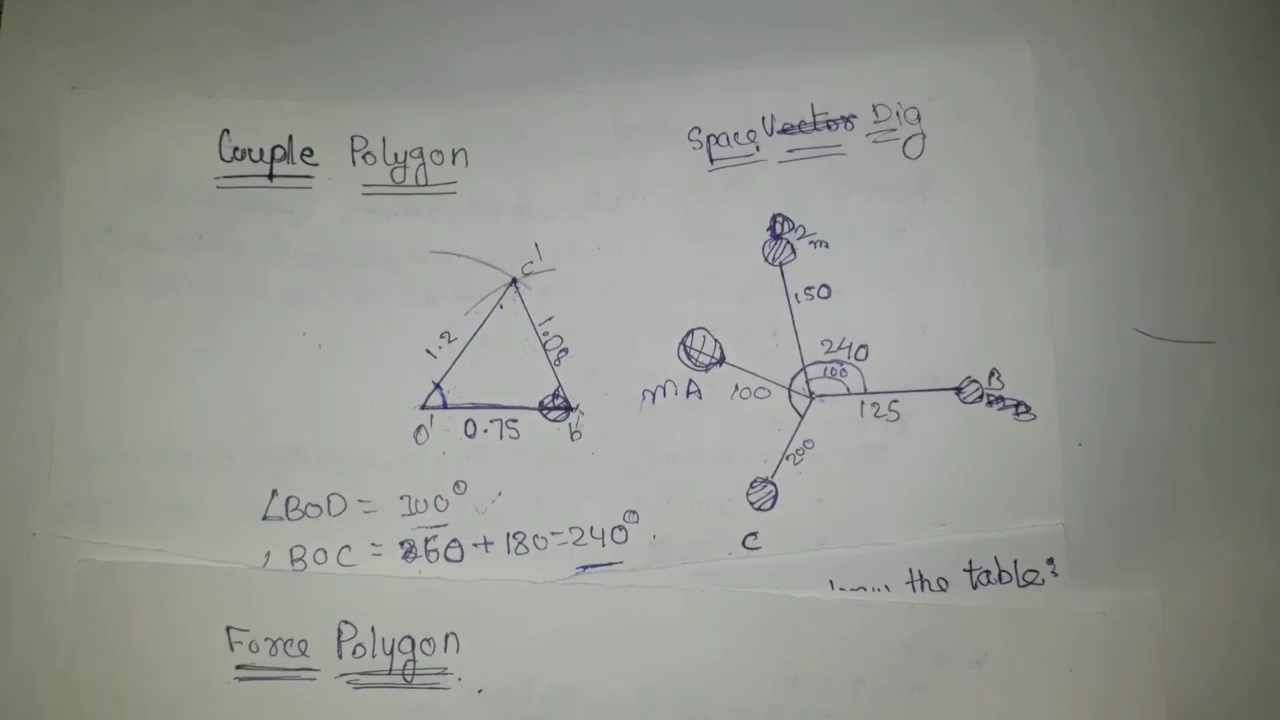 Couple Polygon
Space Vector Dig
c'
1.2
1.08
o' 0.75 b'
m
150
240
100
B
mA 100
125
200
C
∠BOD = 100°
BOC = 60 + 180 = 240°.
the table:
Force Polygon.